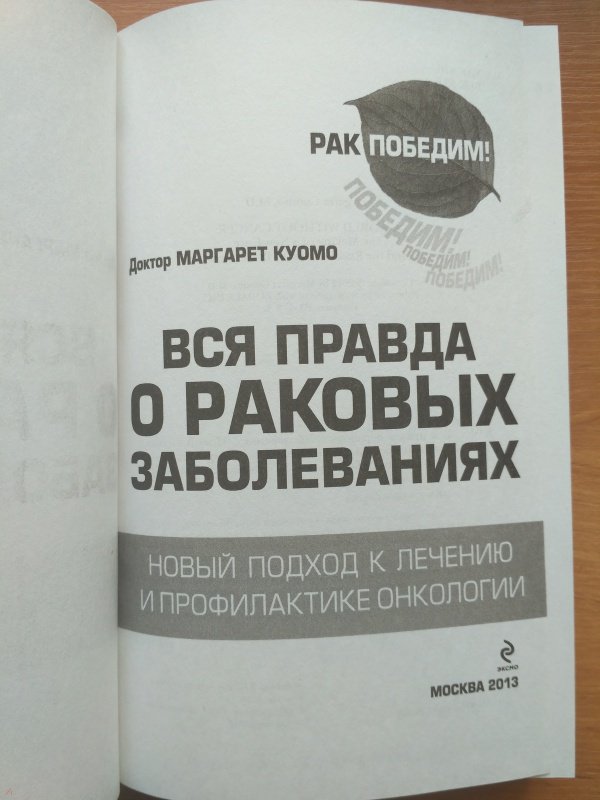 РАК ПОБЕДИМ!
ПОБЕДИМ!
ПОБЕДИМ!
ПОБЕДИМ!
Доктор МАРГАРЕТ КУОМО
ВСЯ ПРАВДА
О РАКОВЫХ
ЗАБОЛЕВАНИЯХ
НОВЫЙ ПОДХОД К ЛЕЧЕНИЮ
И ПРОФИЛАКТИКЕ ОНКОЛОГИИ
ЭКСМО
МОСКВА 2013